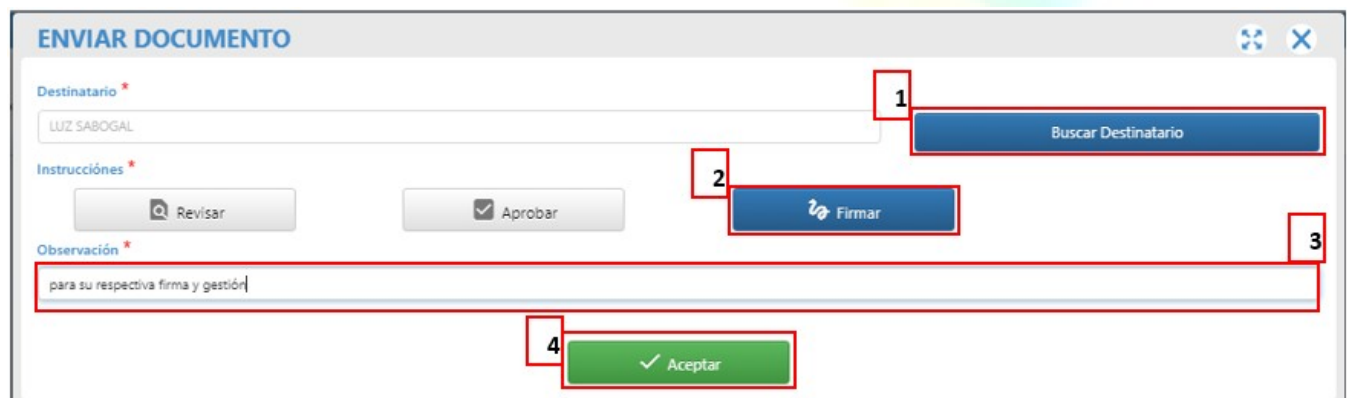 ENVIAR DOCUMENTO
Destinatario *
1
LUZ SABOGAL
Buscar Destinatario
Instrucciónes *
2
Revisar
Aprobar
Firmar
Observación *
3
para su respectiva firma y gestión
4
Aceptar